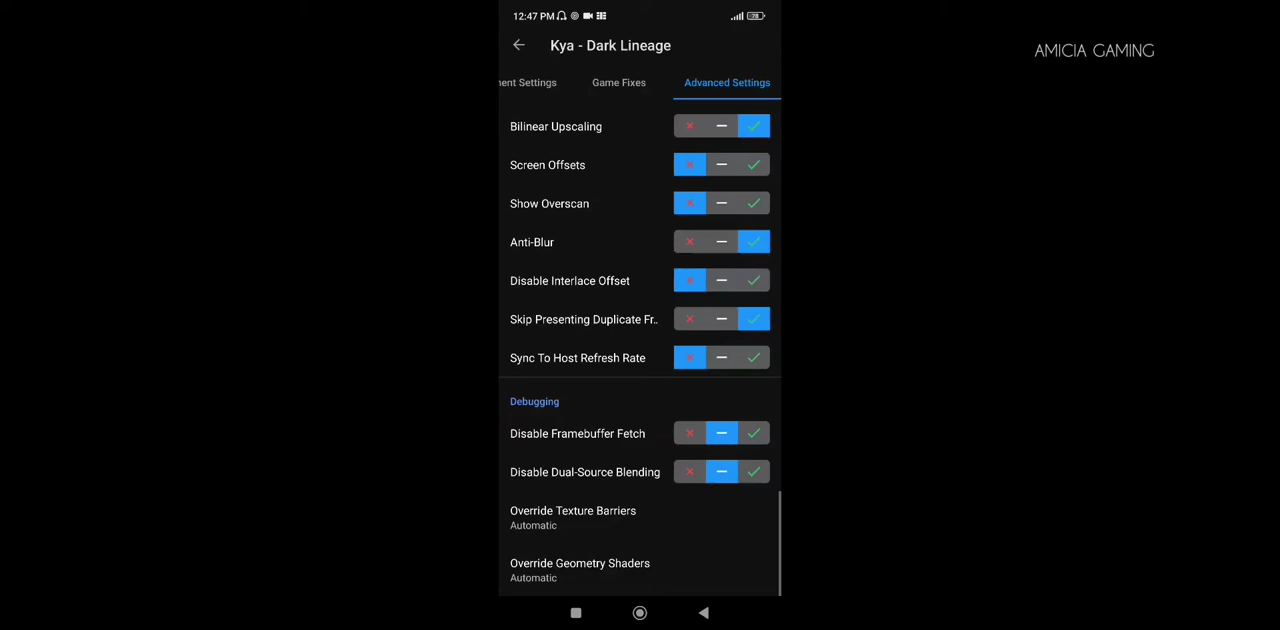 12:47 PM
78
Kya - Dark Lineage
AMICIA GAMING
nent Settings
Game Fixes
Advanced Settings
Bilinear Upscaling
Screen Offsets
Show Overscan
Anti-Blur
Disable Interlace Offset
Skip Presenting Duplicate Fr..
Sync To Host Refresh Rate
Debugging
Disable Framebuffer Fetch
Disable Dual-Source Blending
Override Texture Barriers
Automatic
Override Geometry Shaders
Automatic